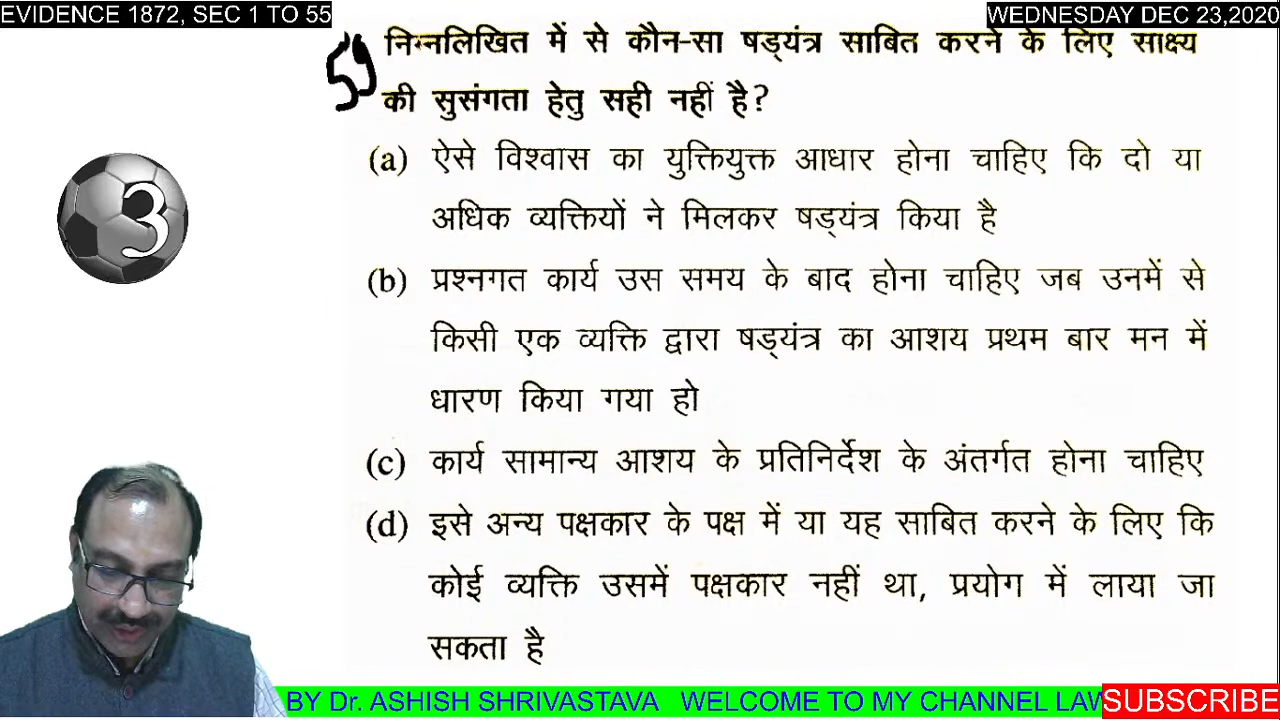 EVIDENCE 1872, SEC 1 TO 55
WEDNESDAY DEC 23,2020
59 निम्नलिखित में से कौन-सा षड्यंत्र साबित करने के लिए साक्ष्य
की सुसंगता हेतु सही नहीं है?
3
(a) ऐसे विश्वास का युक्तियुक्त आधार होना चाहिए कि दो या
अधिक व्यक्तियों ने मिलकर षड्यंत्र किया है
(b) प्रश्नगत कार्य उस समय के बाद होना चाहिए जब उनमें से
किसी एक व्यक्ति द्वारा षड्यंत्र का आशय प्रथम बार मन में
धारण किया गया हो
(c) कार्य सामान्य आशय के प्रतिनिर्देश के अंतर्गत होना चाहिए
(d) इसे अन्य पक्षकार के पक्ष में या यह साबित करने के लिए कि
कोई व्यक्ति उसमें पक्षकार नहीं था, प्रयोग में लाया जा
सकता है
BY Dr. ASHISH SHRIVASTAVA WELCOME TO MY CHANNEL LAW
SUBSCRIBE